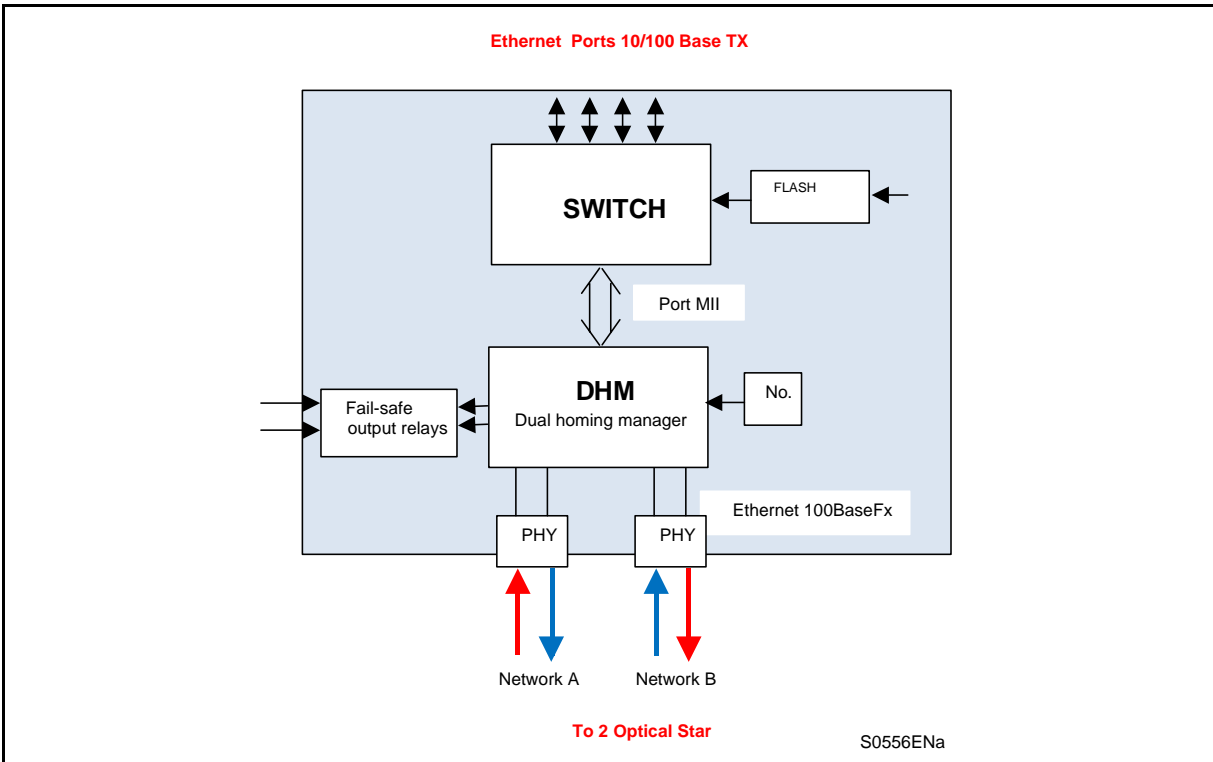 Ethernet Ports 10/100 Base TX
FLASH
SWITCH
Port MII
DHM
Dual homing manager
No.
Fail-safe
output relays
Ethernet 100BaseFx
PHY
PHY
Network A
Network B
To 2 Optical Star
S0556ENa